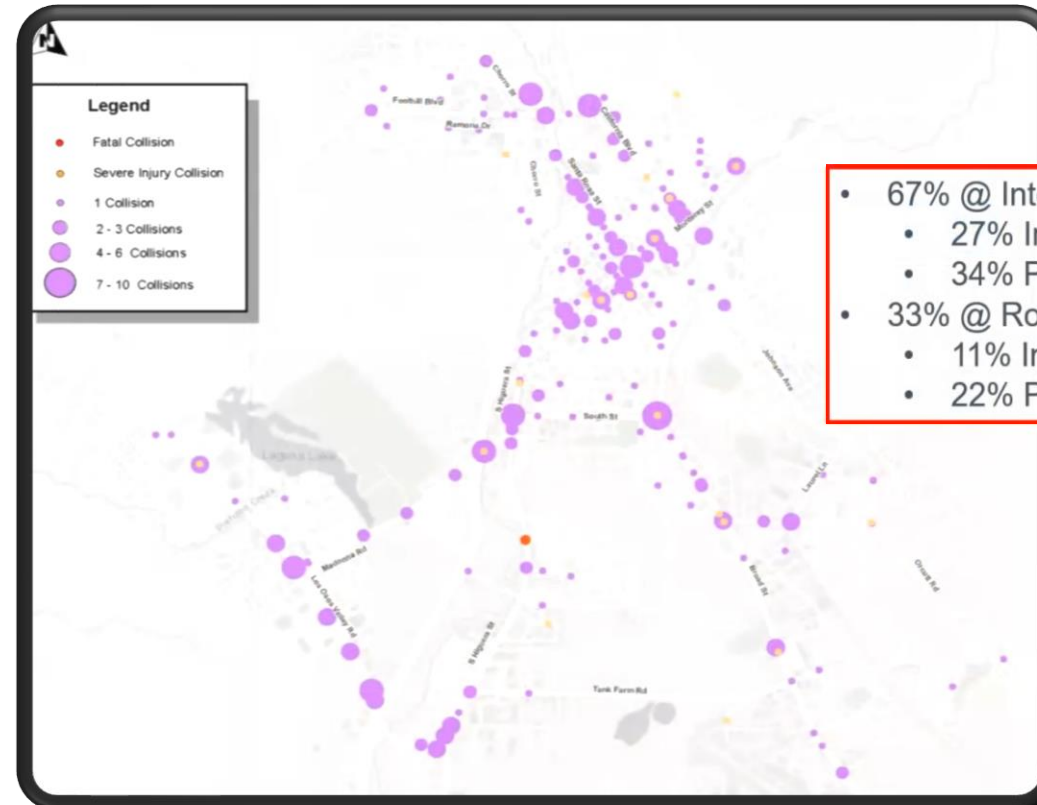 N
Legend
Fatal Collision
Severe Injury Collision
1 Collision
2 - 3 Collisions
4 - 6 Collisions
7 - 10 Collisions
Chorro St
Foothill Blvd
Ramona Dr
California Blvd
Chorro St
Santa Rosa St
Monterey St
• 67% @ Int
• 27% In
• 34% P
• 33% @ Ro
• 11% In
• 22% P
Johnson Ave
S Higuera St
South St
Laguna Lake
Laurel Ln
Madonna Rd
Los Osos Valley Rd
Broad St
Orcutt Rd
S Higuera St
Tank Farm Rd